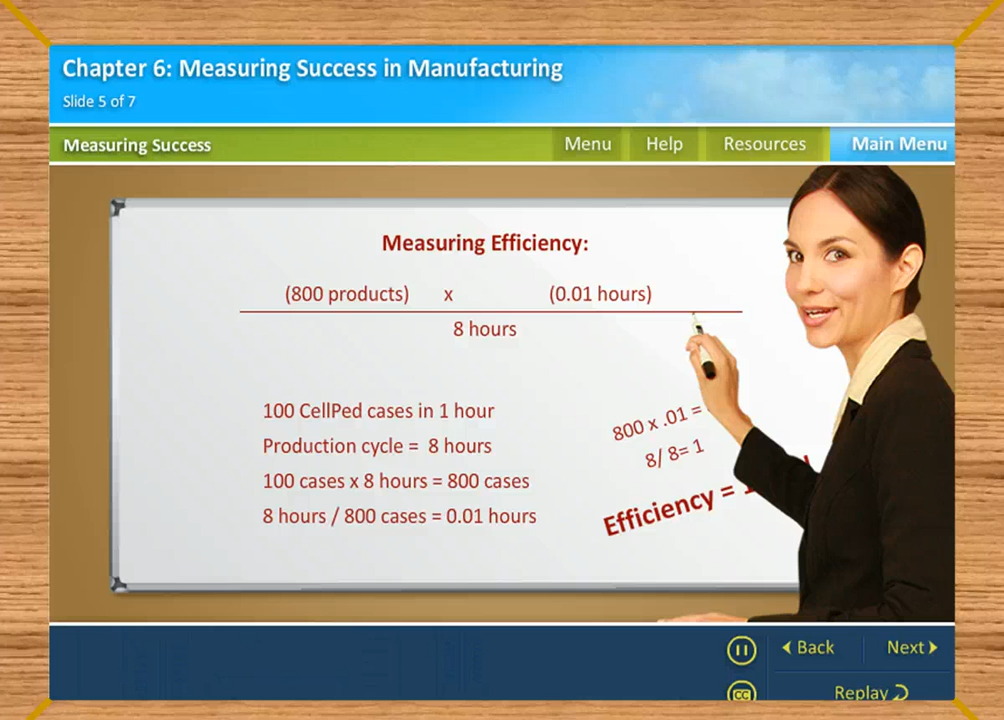 Chapter 6: Measuring Success in Manufacturing
Slide 5 of 7
Measuring Success
Menu
Help
Resources
Main Menu
Measuring Efficiency:
(800 products) x (0.01 hours)
8 hours
100 CellPed cases in 1 hour
Production cycle = 8 hours
100 cases x 8 hours = 800 cases
8 hours / 800 cases = 0.01 hours
800 x .01 =
8/ 8= 1
Efficiency =
Back
Next
CC
Replay